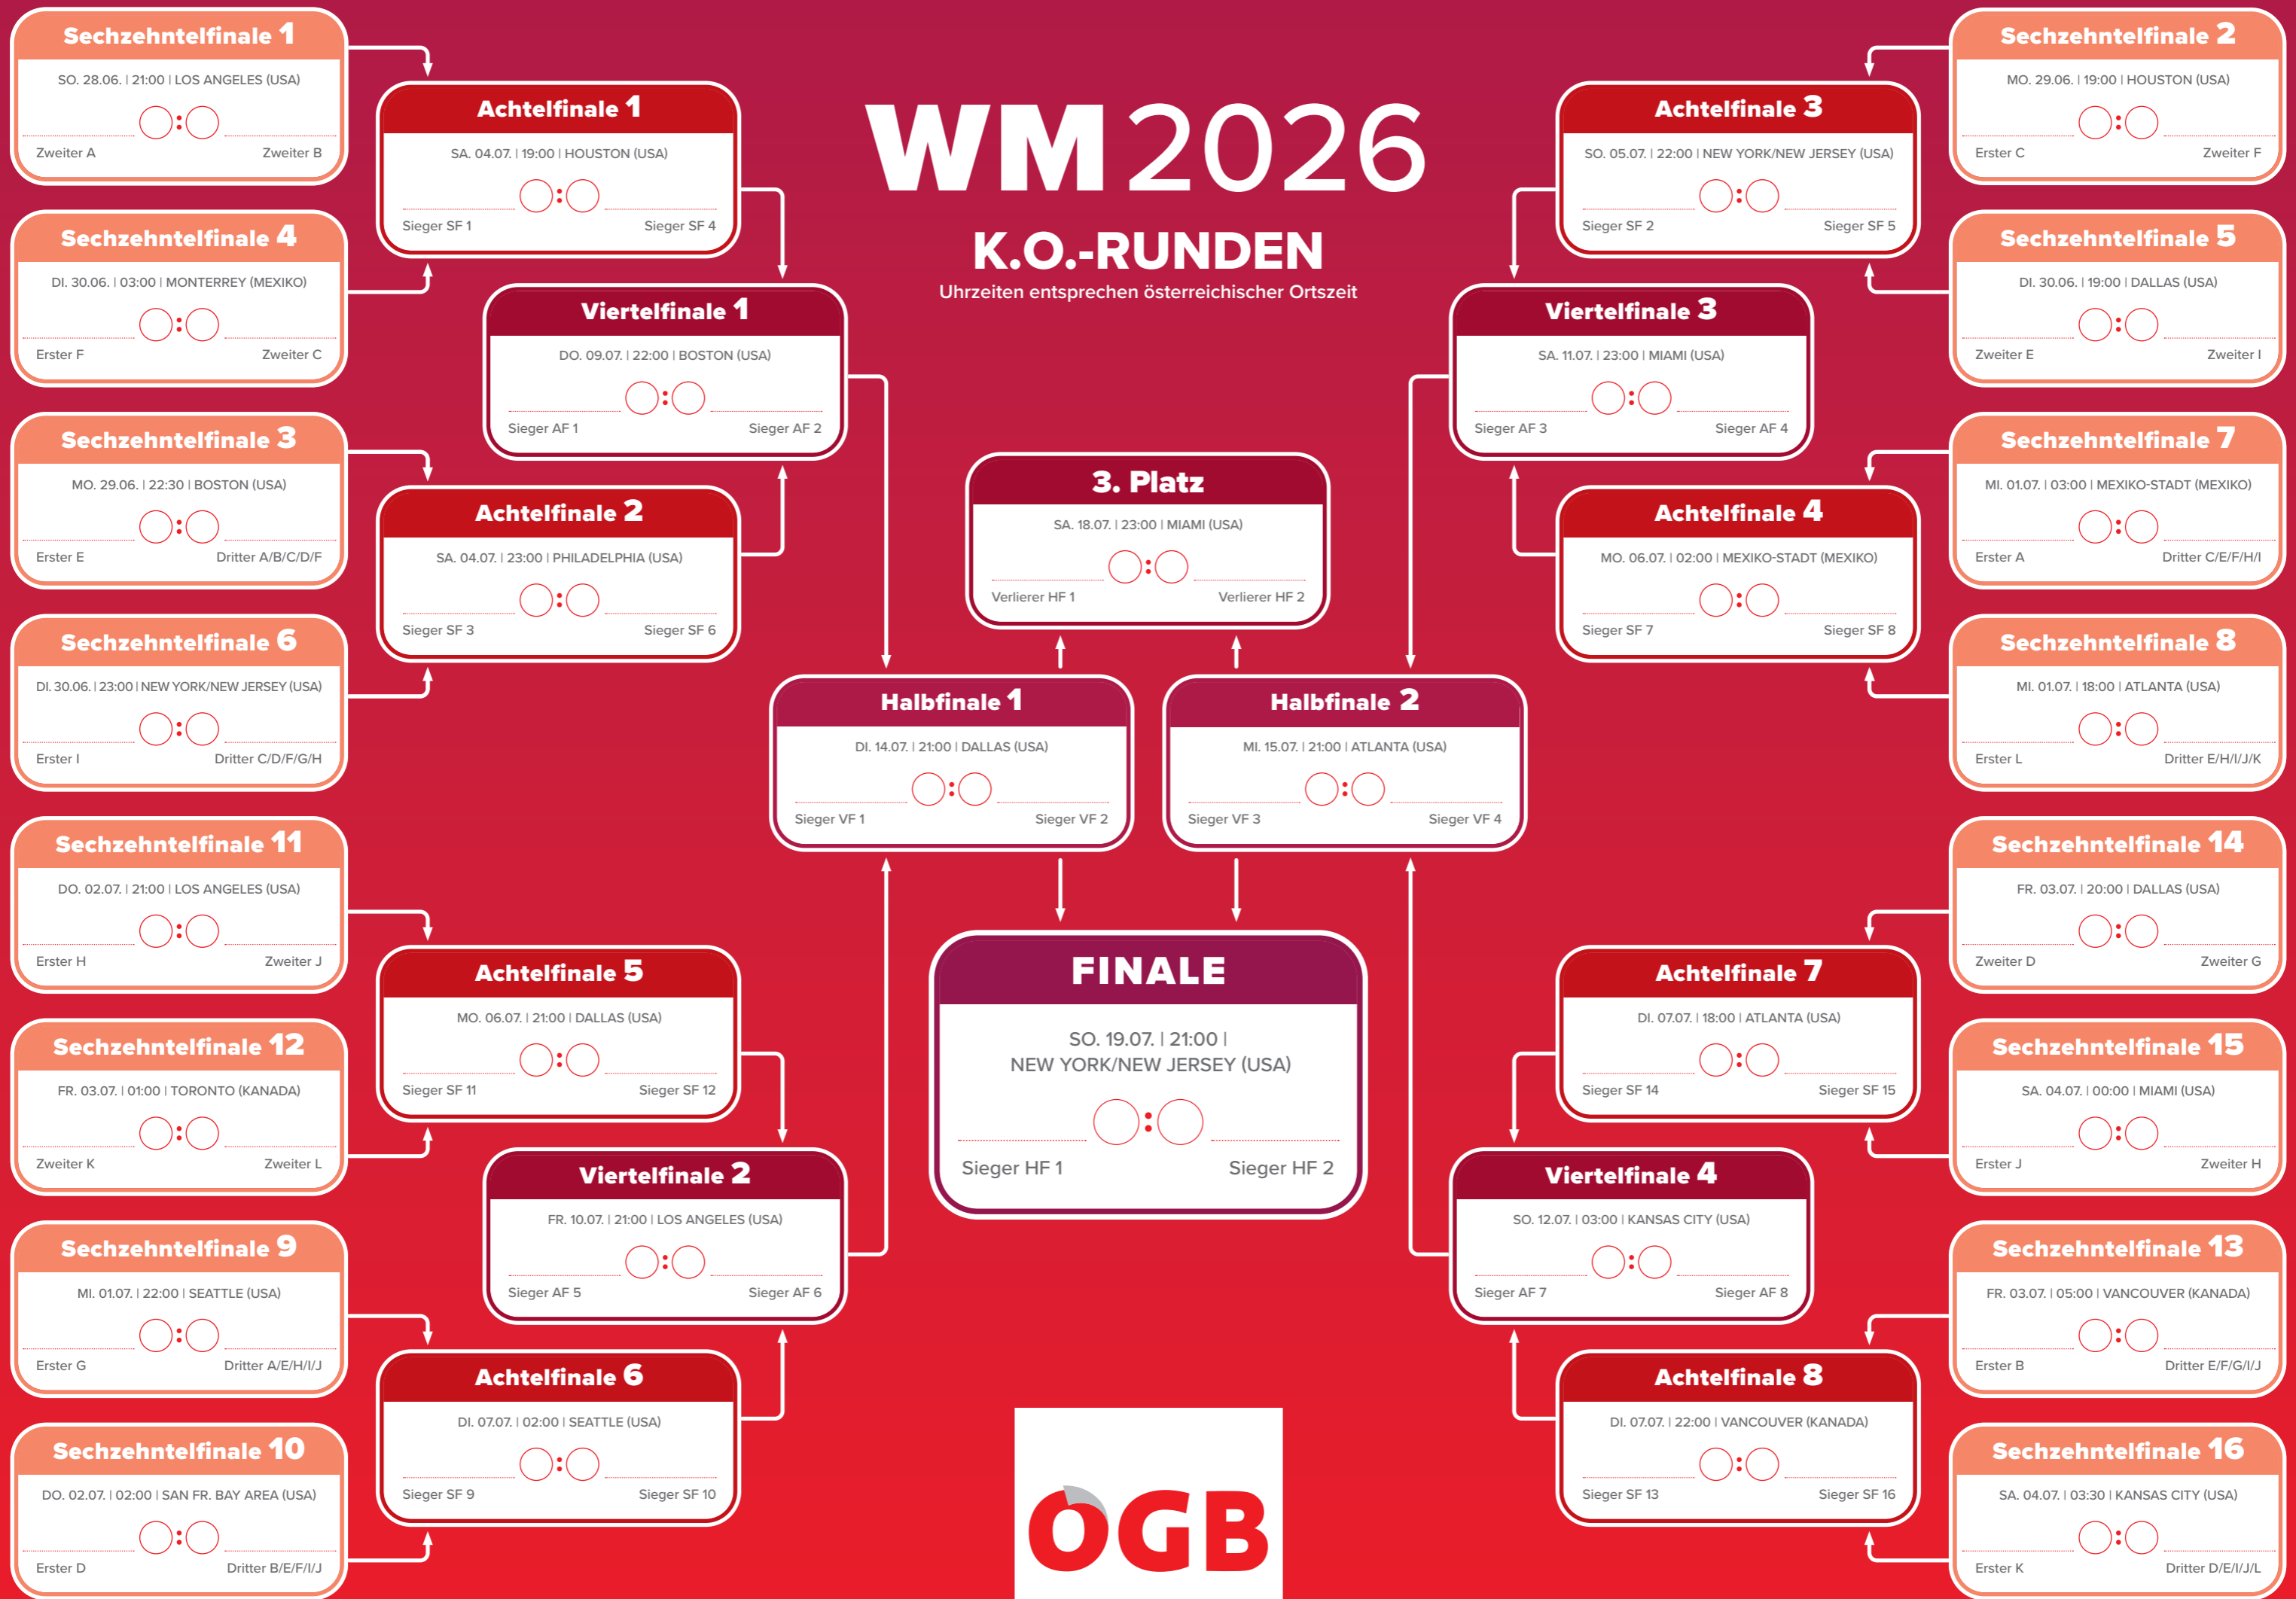 WM 2026
K.O.-RUNDEN
Uhrzeiten entsprechen österreichischer Ortszeit
Sechzehntelfinale 1
SO. 28.06. | 21:00 | LOS ANGELES (USA)
:
Zweiter A Zweiter B
Sechzehntelfinale 4
DI. 30.06. | 03:00 | MONTERREY (MEXIKO)
:
Erster F Zweiter C
Sechzehntelfinale 3
MO. 29.06. | 22:30 | BOSTON (USA)
:
Erster E Dritter A/B/C/D/F
Sechzehntelfinale 6
DI. 30.06. | 23:00 | NEW YORK/NEW JERSEY (USA)
:
Erster I Dritter C/D/F/G/H
Sechzehntelfinale 11
DO. 02.07. | 21:00 | LOS ANGELES (USA)
:
Erster H Zweiter J
Sechzehntelfinale 12
FR. 03.07. | 01:00 | TORONTO (KANADA)
:
Zweiter K Zweiter L
Sechzehntelfinale 9
MI. 01.07. | 22:00 | SEATTLE (USA)
:
Erster G Dritter A/E/H/I/J
Sechzehntelfinale 10
DO. 02.07. | 02:00 | SAN FR. BAY AREA (USA)
:
Erster D Dritter B/E/F/I/J
Achtelfinale 1
SA. 04.07. | 19:00 | HOUSTON (USA)
:
Sieger SF 1 Sieger SF 4
Achtelfinale 2
SA. 04.07. | 23:00 | PHILADELPHIA (USA)
:
Sieger SF 3 Sieger SF 6
Achtelfinale 5
MO. 06.07. | 21:00 | DALLAS (USA)
:
Sieger SF 11 Sieger SF 12
Achtelfinale 6
DI. 07.07. | 02:00 | SEATTLE (USA)
:
Sieger SF 9 Sieger SF 10
Viertelfinale 1
DO. 09.07. | 22:00 | BOSTON (USA)
:
Sieger AF 1 Sieger AF 2
Viertelfinale 2
FR. 10.07. | 21:00 | LOS ANGELES (USA)
:
Sieger AF 5 Sieger AF 6
3. Platz
SA. 18.07. | 23:00 | MIAMI (USA)
:
Verlierer HF 1 Verlierer HF 2
Halbfinale 1
DI. 14.07. | 21:00 | DALLAS (USA)
:
Sieger VF 1 Sieger VF 2
Halbfinale 2
MI. 15.07. | 21:00 | ATLANTA (USA)
:
Sieger VF 3 Sieger VF 4
FINALE
SO. 19.07. | 21:00 |
NEW YORK/NEW JERSEY (USA)
:
Sieger HF 1 Sieger HF 2
Viertelfinale 3
SA. 11.07. | 23:00 | MIAMI (USA)
:
Sieger AF 3 Sieger AF 4
Viertelfinale 4
SO. 12.07. | 03:00 | KANSAS CITY (USA)
:
Sieger AF 7 Sieger AF 8
Achtelfinale 3
SO. 05.07. | 22:00 | NEW YORK/NEW JERSEY (USA)
:
Sieger SF 2 Sieger SF 5
Achtelfinale 4
MO. 06.07. | 02:00 | MEXIKO-STADT (MEXIKO)
:
Sieger SF 7 Sieger SF 8
Achtelfinale 7
DI. 07.07. | 18:00 | ATLANTA (USA)
:
Sieger SF 14 Sieger SF 15
Achtelfinale 8
DI. 07.07. | 22:00 | VANCOUVER (KANADA)
:
Sieger SF 13 Sieger SF 16
Sechzehntelfinale 2
MO. 29.06. | 19:00 | HOUSTON (USA)
:
Erster C Zweiter F
Sechzehntelfinale 5
DI. 30.06. | 19:00 | DALLAS (USA)
:
Zweiter E Zweiter I
Sechzehntelfinale 7
MI. 01.07. | 03:00 | MEXIKO-STADT (MEXIKO)
:
Erster A Dritter C/E/F/H/I
Sechzehntelfinale 8
MI. 01.07. | 18:00 | ATLANTA (USA)
:
Erster L Dritter E/H/I/J/K
Sechzehntelfinale 14
FR. 03.07. | 20:00 | DALLAS (USA)
:
Zweiter D Zweiter G
Sechzehntelfinale 15
SA. 04.07. | 00:00 | MIAMI (USA)
:
Erster J Zweiter H
Sechzehntelfinale 13
FR. 03.07. | 05:00 | VANCOUVER (KANADA)
:
Erster B Dritter E/F/G/I/J
Sechzehntelfinale 16
SA. 04.07. | 03:30 | KANSAS CITY (USA)
:
Erster K Dritter D/E/I/J/L
ÖGB